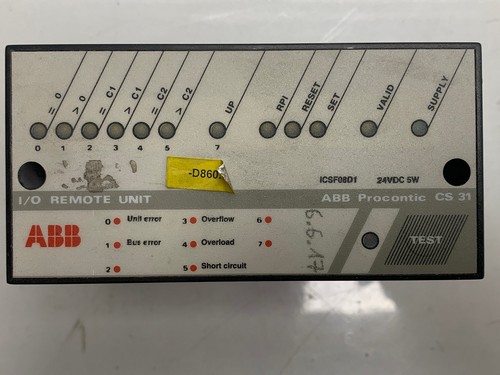 = 0
> 0
= C1
> C1
= C2
> C2
UP
RPI
RESET
SET
VALID
SUPPLY
0 1 2 3 4 5 7
-D860
ICSF08D1 24VDC 5W
I/O REMOTE UNIT ABB Procontic CS 31
ABB
0 Unit error 3 Overflow 6
1 Bus error 4 Overload 7
2 5 Short circuit
6.6.17
TEST